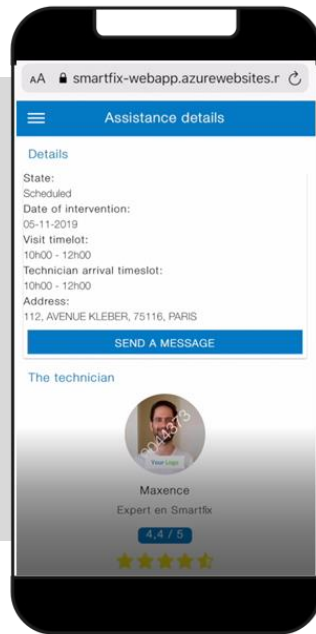 AA smartfix-webapp.azurewebsites.r
Assistance details
Details
State:
Scheduled
Date of intervention:
05-11-2019
Visit timelot:
10h00 - 12h00
Technician arrival timeslot:
10h00 - 12h00
Address:
112, AVENUE KLEBER, 75116, PARIS
SEND A MESSAGE
The technician
Your Logo
Maxence
Expert en Smartfix
4,4 / 5